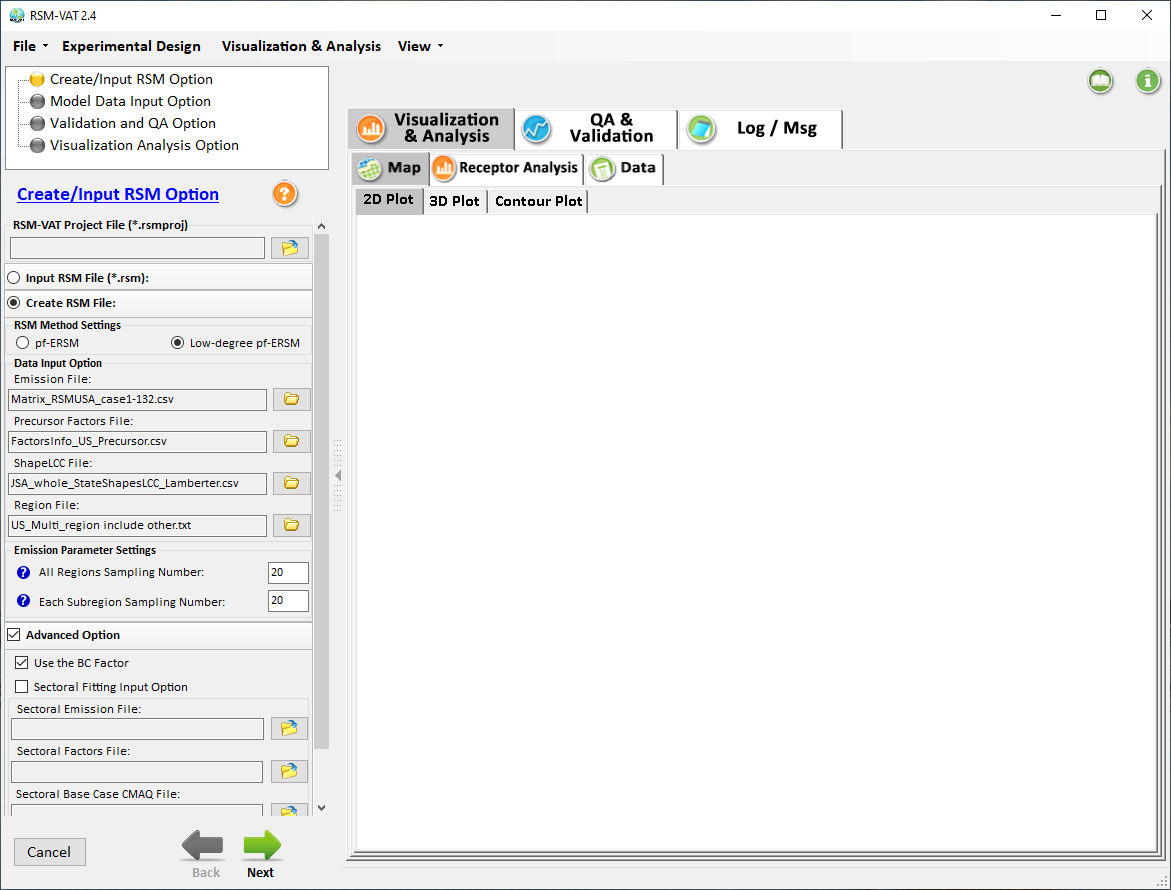 RSM-VAT 2.4
File Experimental Design Visualization & Analysis View
Create/Input RSM Option
Model Data Input Option
Validation and QA Option
Visualization Analysis Option
Create/Input RSM Option
?
RSM-VAT Project File (*.rsmproj)
Input RSM File (*.rsm):
Create RSM File:
RSM Method Settings
pf-ERSM Low-degree pf-ERSM
Data Input Option
Emission File:
Matrix_RSMUSA_case1-132.csv
Precursor Factors File:
FactorsInfo_US_Precursor.csv
ShapeLCC File:
JSA_whole_StateShapesLCC_Lamberter.csv
Region File:
US_Multi_region include other.txt
Emission Parameter Settings
? All Regions Sampling Number: 20
? Each Subregion Sampling Number: 20
Advanced Option
Use the BC Factor
Sectoral Fitting Input Option
Sectoral Emission File:
Sectoral Factors File:
Sectoral Base Case CMAQ File:
Cancel
Back
Next
i
Visualization
& Analysis
QA &
Validation
Log / Msg
Map
Receptor Analysis
Data
2D Plot
3D Plot
Contour Plot